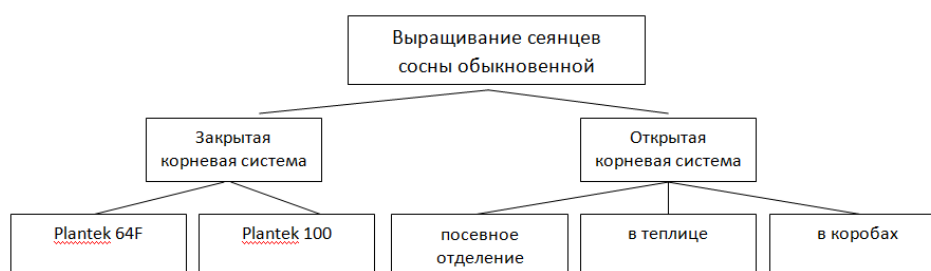 Выращивание сеянцев
сосны обыкновенной
Закрытая
корневая система
Открытая
корневая система
Plantek 64F
Plantek 100
посевное
отделение
в теплице
в коробах